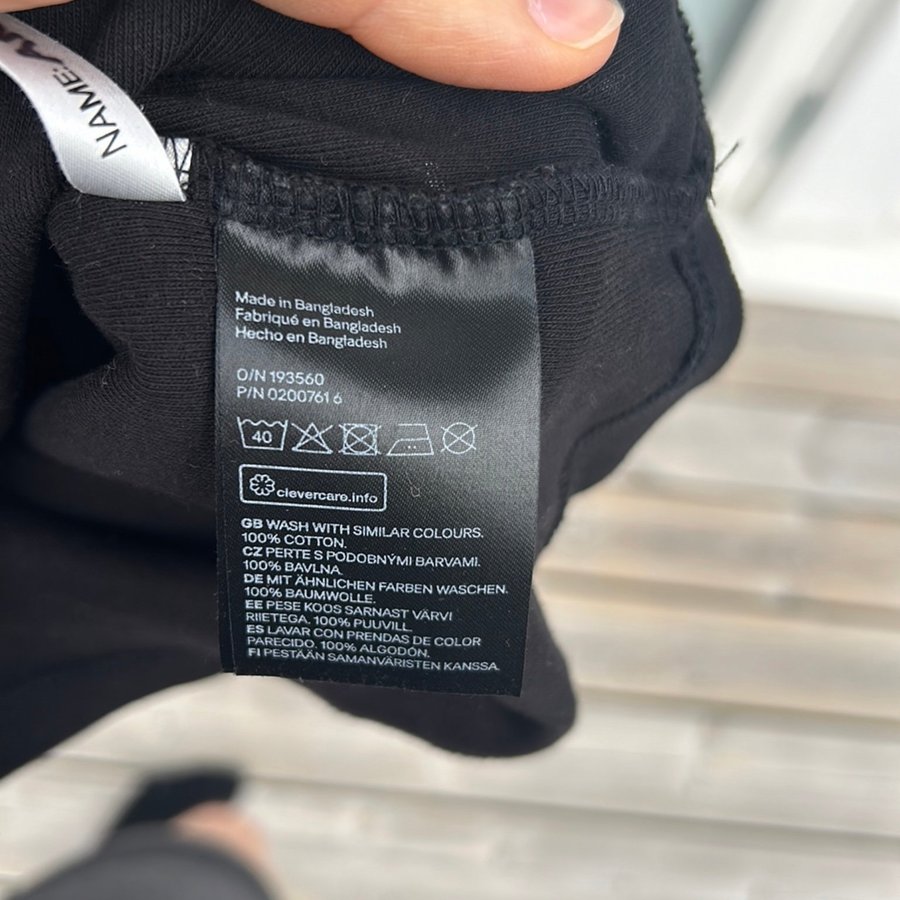 NAME:
Made in Bangladesh
Fabriqué en Bangladesh
Hecho en Bangladesh
O/N 193560
P/N 0200761 6
40
clevercare.info
GB WASH WITH SIMILAR COLOURS.
100% COTTON.
CZ PERTE S PODOBNÝMI BARVAMI.
100% BAVLNA.
DE MIT ÄHNLICHEN FARBEN WASCHEN.
100% BAUMWOLLE.
EE PESE KOOS SARNAST VÄRVI
RIIETEGA. 100% PUUVILL.
ES LAVAR CON PRENDAS DE COLOR
PARECIDO. 100% ALGODÓN.
FI PESTÄÄN SAMANVÄRISTEN KANSSA.